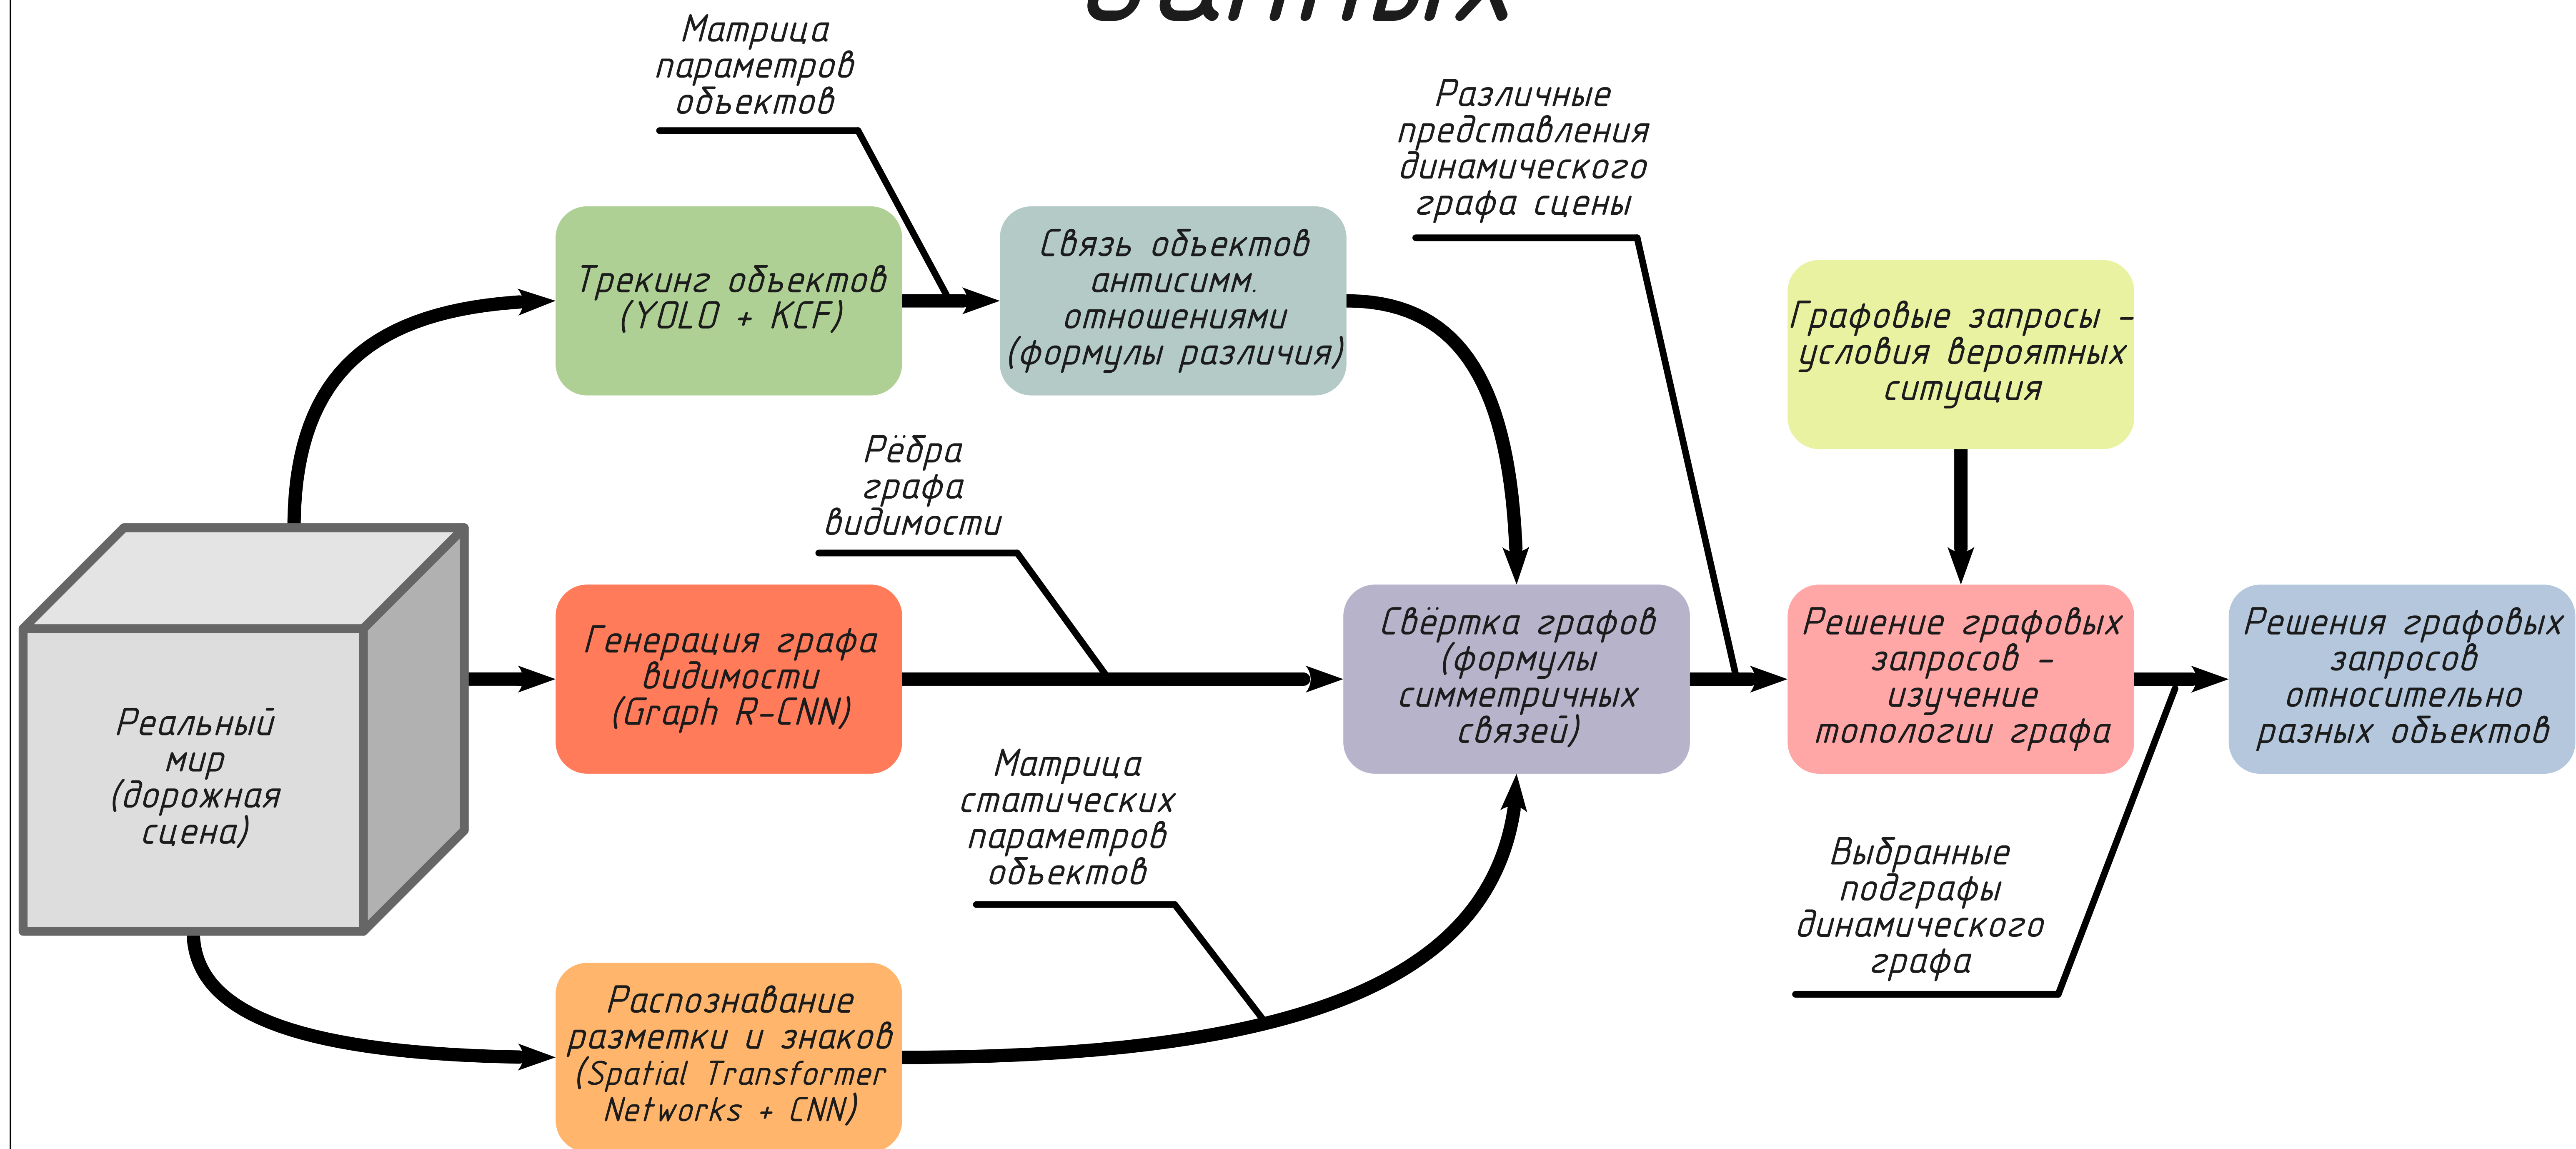 данных
Матрица
параметров
объектов
Различные
представления
динамического
графа сцены
Трекинг объектов
(YOLO + KCF)
Связь объектов
антисимм.
отношениями
(формулы различия)
Графовые запросы -
условия вероятных
ситуация
Рёбра
графа
видимости
Реальный
мир
(дорожная
сцена)
Генерация графа
видимости
(Graph R-CNN)
Свёртка графов
(формулы
симметричных
связей)
Решение графовых
запросов -
изучение
топологии графа
Решения графовых
запросов
относительно
разных объектов
Матрица
статических
параметров
объектов
Выбранные
подграфы
динамического
графа
Распознавание
разметки и знаков
(Spatial Transformer
Networks + CNN)